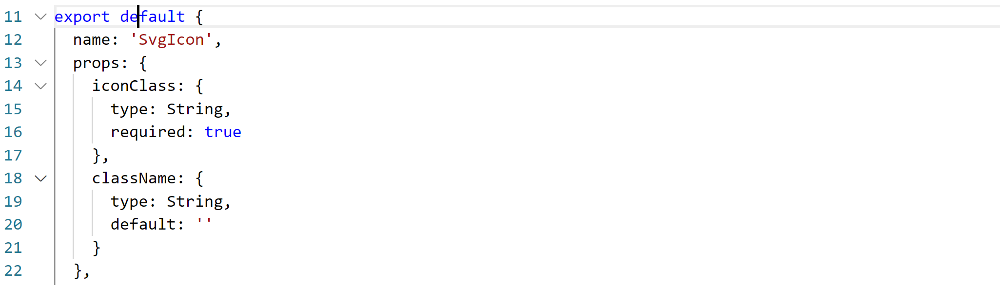 11 export default {
12   name: 'SvgIcon',
13   props: {
14     iconClass: {
15       type: String,
16       required: true
17     },
18     className: {
19       type: String,
20       default: ''
21     }
22   },